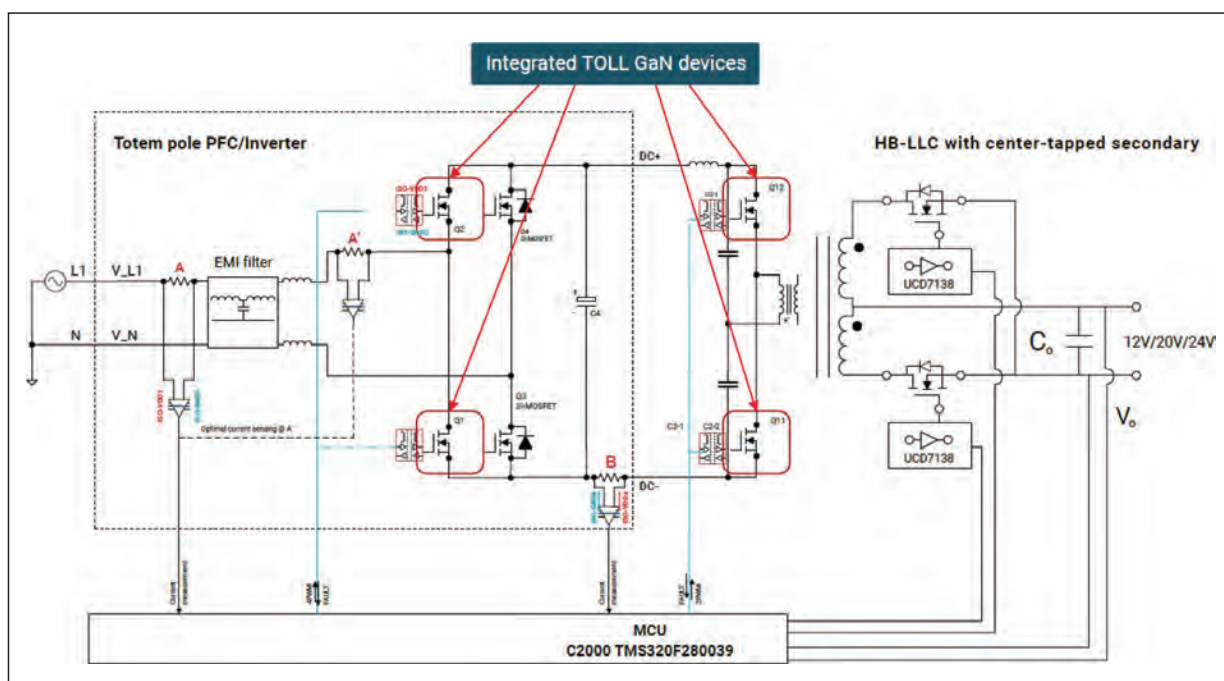 Integrated TOLL GaN devices
Totem pole PFC/Inverter
HB-LLC with center-tapped secondary
DC+
ISO-VDD1
Q2
Q4
SI-MOSFET
Q12
A'
A
EMI filter
L1
V_L1
N
V_N
C4
UCD7138
Co
12V/20V/24V
Vo
Q3
SI-MOSFET
Optimal current sensing @ A'
Q1
C2-1
C2-2
Q11
UCD7138
B
DC-
Current
measurement
FAULT
Current
measurement
FAULT
MCU
C2000 TMS320F280039